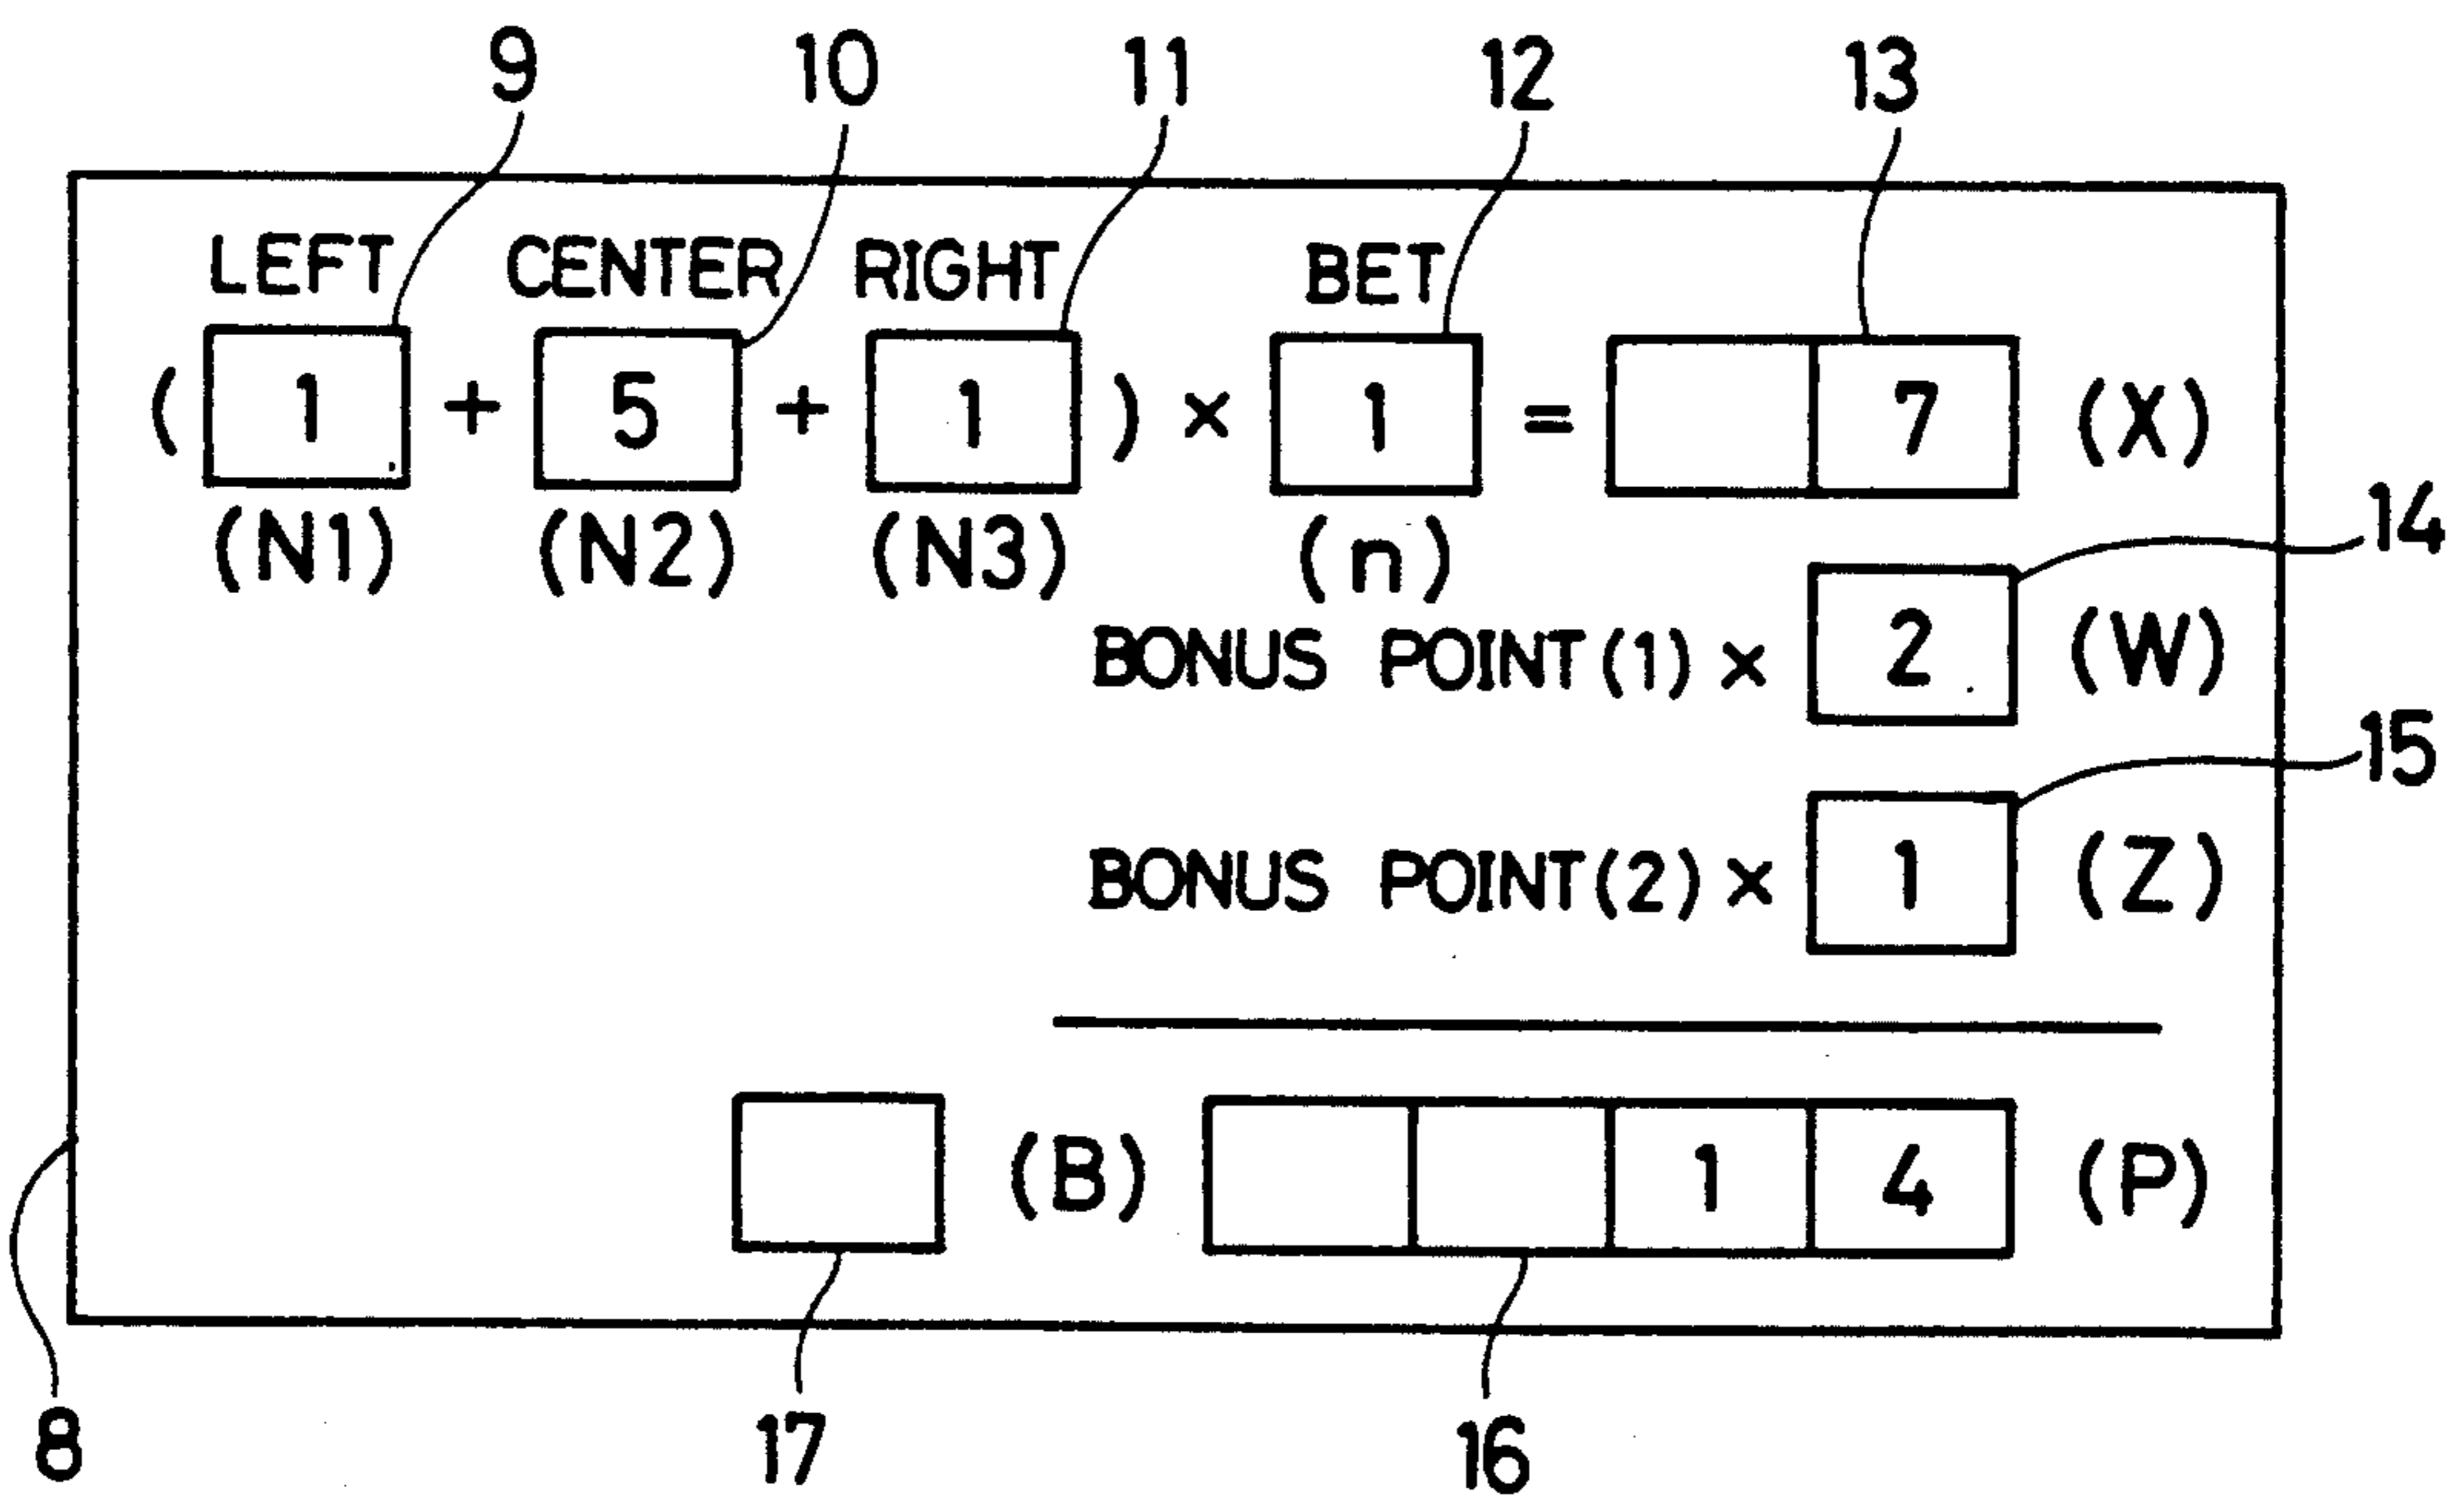 9 10 11 12 13
LEFT CENTER RIGHT BET
( 1 + 5 + 1 ) × 1 = 7 (X)
(N1) (N2) (N3) (n)
14
BONUS POINT(1) × 2 (W)
15
BONUS POINT(2) × 1 (Z)
(B) 1 4 (P)
8 17 16